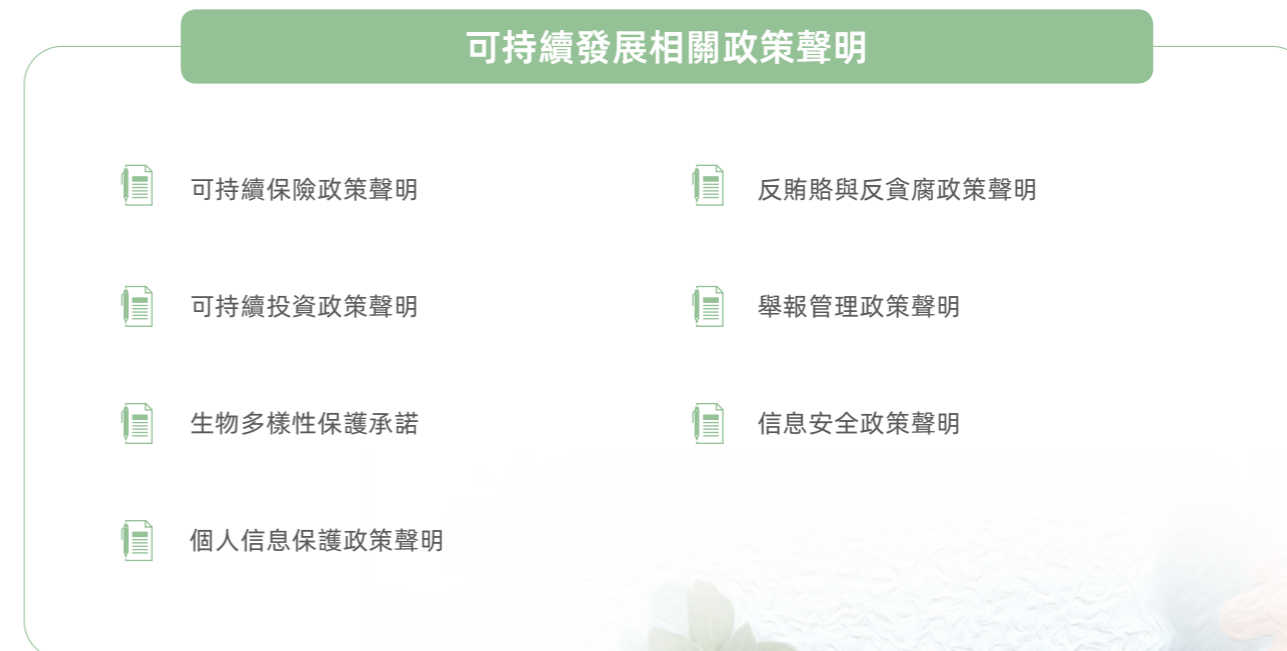 可持續發展相關政策聲明
可持續保險政策聲明
反賄賂與反貪腐政策聲明
可持續投資政策聲明
舉報管理政策聲明
生物多樣性保護承諾
信息安全政策聲明
個人信息保護政策聲明